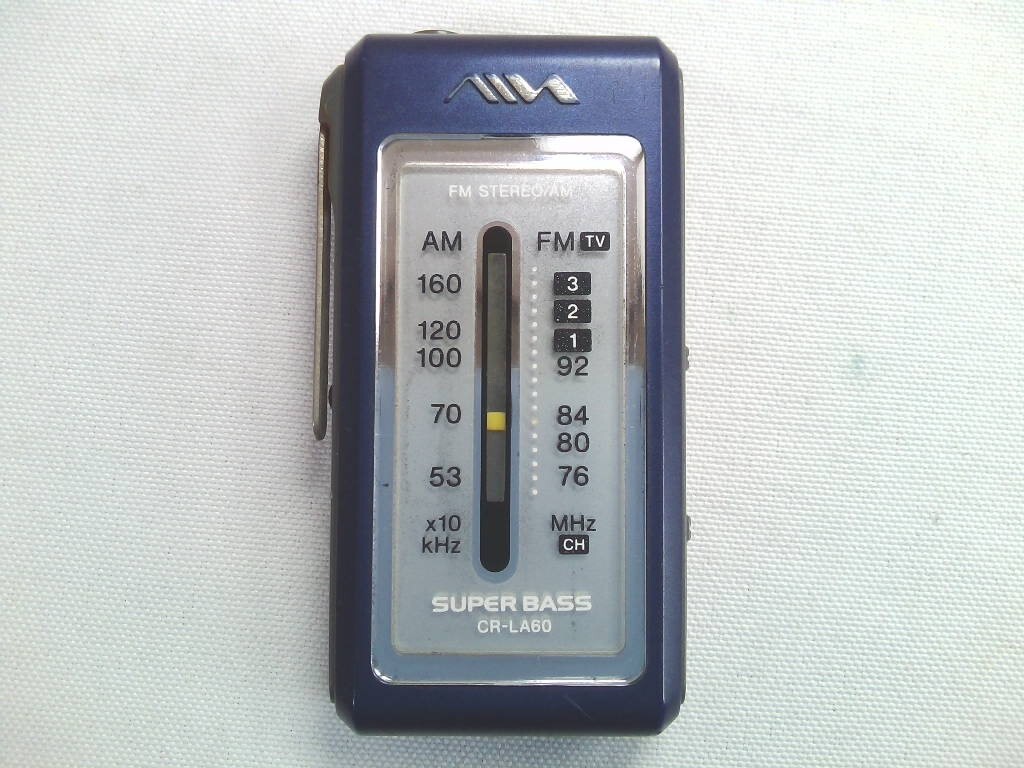 aiwa
FM STEREO/AM
AM FM TV
160 3
2
120 1
100 92
70 84
80
53 76
x10 MHz
kHz CH
SUPER BASS
CR-LA60